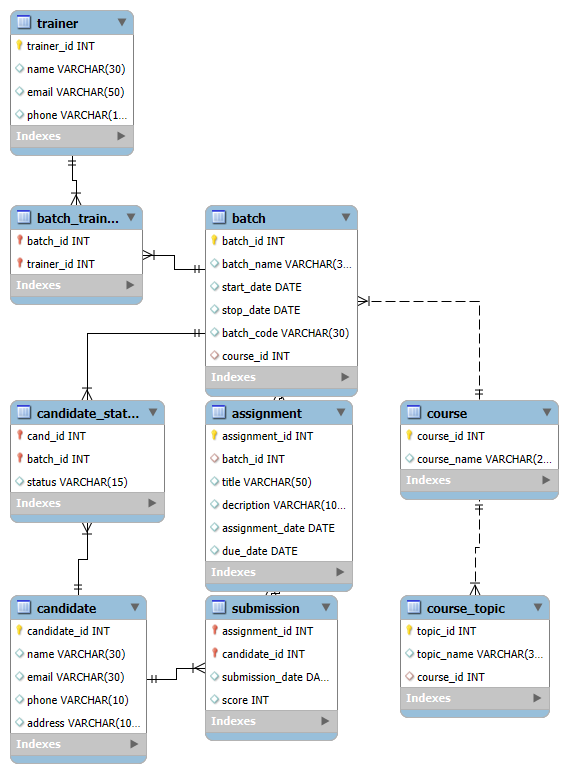 trainer
trainer_id INT
name VARCHAR(30)
email VARCHAR(50)
phone VARCHAR(1...
Indexes
batch_train...
batch_id INT
trainer_id INT
Indexes
batch
batch_id INT
batch_name VARCHAR(3...
start_date DATE
stop_date DATE
batch_code VARCHAR(30)
course_id INT
Indexes
candidate_stat...
cand_id INT
batch_id INT
status VARCHAR(15)
Indexes
assignment
assignment_id INT
batch_id INT
title VARCHAR(50)
decription VARCHAR(10...
assignment_date DATE
due_date DATE
Indexes
course
course_id INT
course_name VARCHAR(2...
Indexes
candidate
candidate_id INT
name VARCHAR(30)
email VARCHAR(30)
phone VARCHAR(10)
address VARCHAR(10...
Indexes
submission
assignment_id INT
candidate_id INT
submission_date DA...
score INT
Indexes
course_topic
topic_id INT
topic_name VARCHAR(3...
course_id INT
Indexes